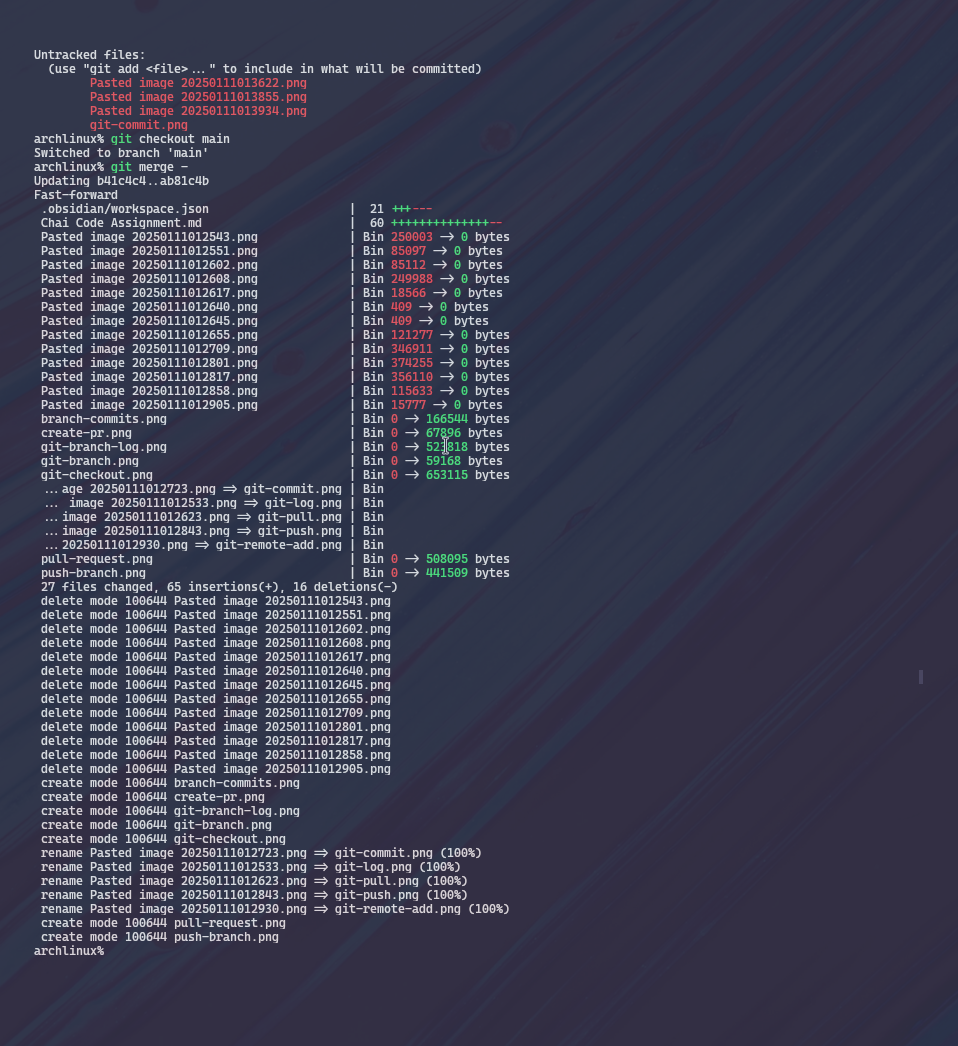 Untracked files:
  (use "git add <file>..." to include in what will be committed)
        Pasted image 20250111013622.png
        Pasted image 20250111013855.png
        Pasted image 20250111013934.png
        git-commit.png
archlinux% git checkout main
Switched to branch 'main'
archlinux% git merge -
Updating b41c4c4..ab81c4b
Fast-forward
 .obsidian/workspace.json                    |  21 +++---
 Chai Code Assignment.md                     |  60 ++++++++++++++--
 Pasted image 20250111012543.png             | Bin 250003 -> 0 bytes
 Pasted image 20250111012551.png             | Bin 85097 -> 0 bytes
 Pasted image 20250111012602.png             | Bin 85112 -> 0 bytes
 Pasted image 20250111012608.png             | Bin 249988 -> 0 bytes
 Pasted image 20250111012617.png             | Bin 18566 -> 0 bytes
 Pasted image 20250111012640.png             | Bin 409 -> 0 bytes
 Pasted image 20250111012645.png             | Bin 409 -> 0 bytes
 Pasted image 20250111012655.png             | Bin 121277 -> 0 bytes
 Pasted image 20250111012709.png             | Bin 346911 -> 0 bytes
 Pasted image 20250111012801.png             | Bin 374255 -> 0 bytes
 Pasted image 20250111012817.png             | Bin 356110 -> 0 bytes
 Pasted image 20250111012858.png             | Bin 115633 -> 0 bytes
 Pasted image 20250111012905.png             | Bin 15777 -> 0 bytes
 branch-commits.png                          | Bin 0 -> 166544 bytes
 create-pr.png                               | Bin 0 -> 67896 bytes
 git-branch-log.png                          | Bin 0 -> bytes
 git-branch.png                              | Bin 0 -> 59168 bytes
 git-checkout.png                            | Bin 0 -> 653115 bytes
 ...age 20250111012723.png => git-commit.png | Bin
 ...  image 20250111012533.png => git-log.png | Bin
 ...image 20250111012623.png => git-pull.png | Bin
 ...image 20250111012843.png => git-push.png | Bin
 ...20250111012930.png => git-remote-add.png | Bin
 pull-request.png                            | Bin 0 -> 508095 bytes
 push-branch.png                             | Bin 0 -> 441509 bytes
 27 files changed, 65 insertions(+), 16 deletions(-)
 delete mode 100644 Pasted image 20250111012543.png
 delete mode 100644 Pasted image 20250111012551.png
 delete mode 100644 Pasted image 20250111012602.png
 delete mode 100644 Pasted image 20250111012608.png
 delete mode 100644 Pasted image 20250111012617.png
 delete mode 100644 Pasted image 20250111012640.png
 delete mode 100644 Pasted image 20250111012645.png
 delete mode 100644 Pasted image 20250111012655.png
 delete mode 100644 Pasted image 20250111012709.png
 delete mode 100644 Pasted image 20250111012801.png
 delete mode 100644 Pasted image 20250111012817.png
 delete mode 100644 Pasted image 20250111012858.png
 delete mode 100644 Pasted image 20250111012905.png
 create mode 100644 branch-commits.png
 create mode 100644 create-pr.png
 create mode 100644 git-branch-log.png
 create mode 100644 git-branch.png
 create mode 100644 git-checkout.png
 rename Pasted image 20250111012723.png => git-commit.png (100%)
 rename Pasted image 20250111012533.png => git-log.png (100%)
 rename Pasted image 20250111012623.png => git-pull.png (100%)
 rename Pasted image 20250111012843.png => git-push.png (100%)
 rename Pasted image 20250111012930.png => git-remote-add.png (100%)
 create mode 100644 pull-request.png
 create mode 100644 push-branch.png
archlinux%